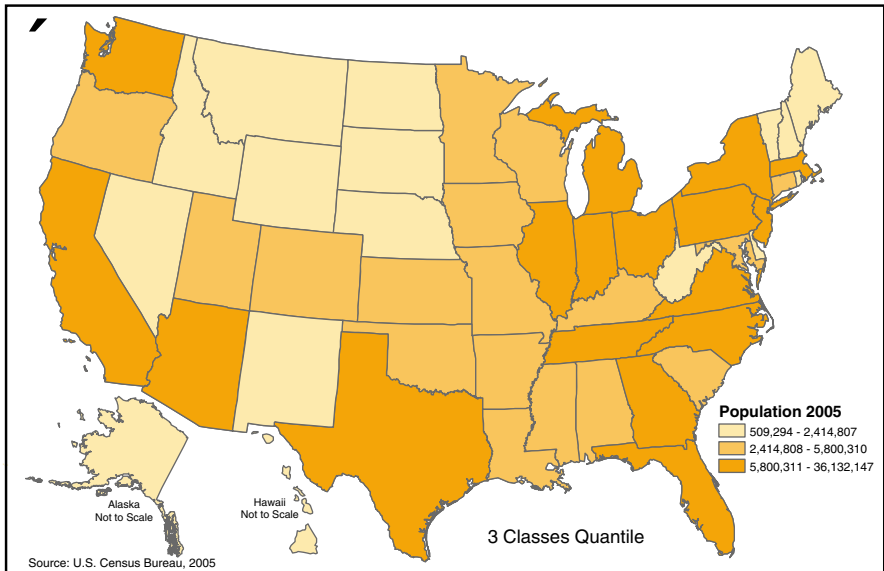 Population 2005
509,294 - 2,414,807
2,414,808 - 5,800,310
5,800,311 - 36,132,147
Alaska
Not to Scale
Hawaii
Not to Scale
3 Classes Quantile
Source: U.S. Census Bureau, 2005